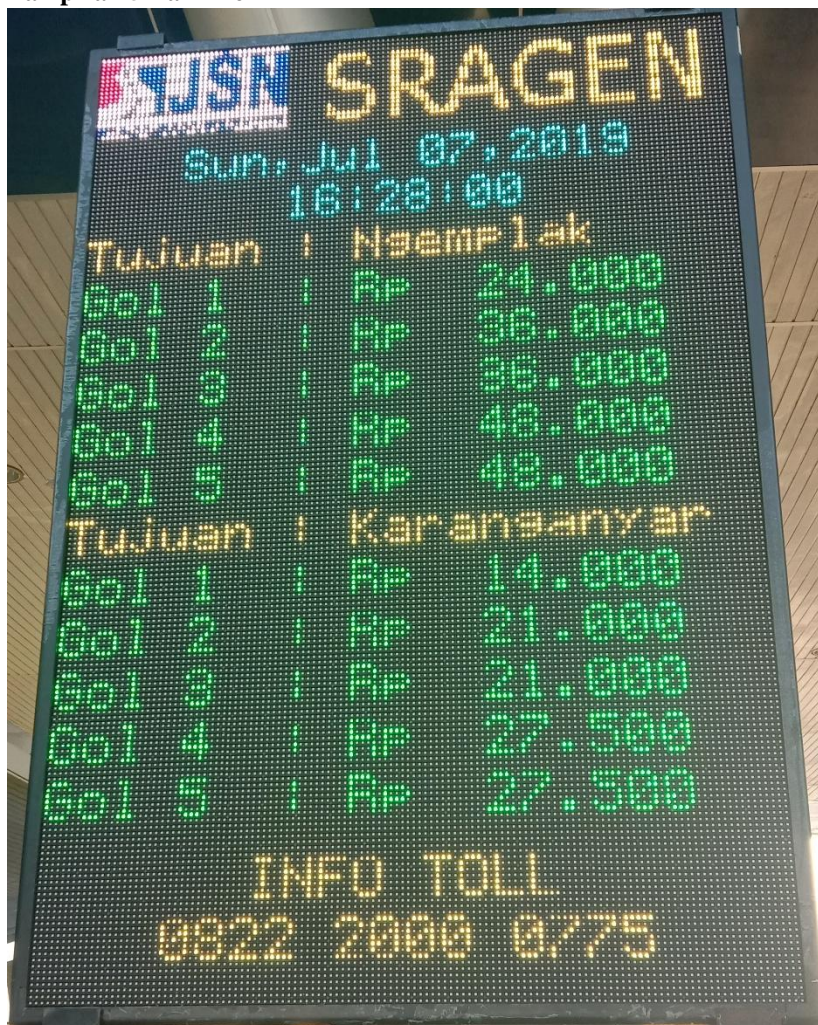 JSN SRAGEN
Sun,Jul 07,2019
16:28:00
Tujuan : Ngemplak
Gol 1 : Rp 24.000
Gol 2 : Rp 36.000
Gol 3 : Rp 36.000
Gol 4 : Rp 48.000
Gol 5 : Rp 48.000
Tujuan : Karanganyar
Gol 1 : Rp 14.000
Gol 2 : Rp 21.000
Gol 3 : Rp 21.000
Gol 4 : Rp 27.500
Gol 5 : Rp 27.500
INFO TOLL
0822 2000 0775